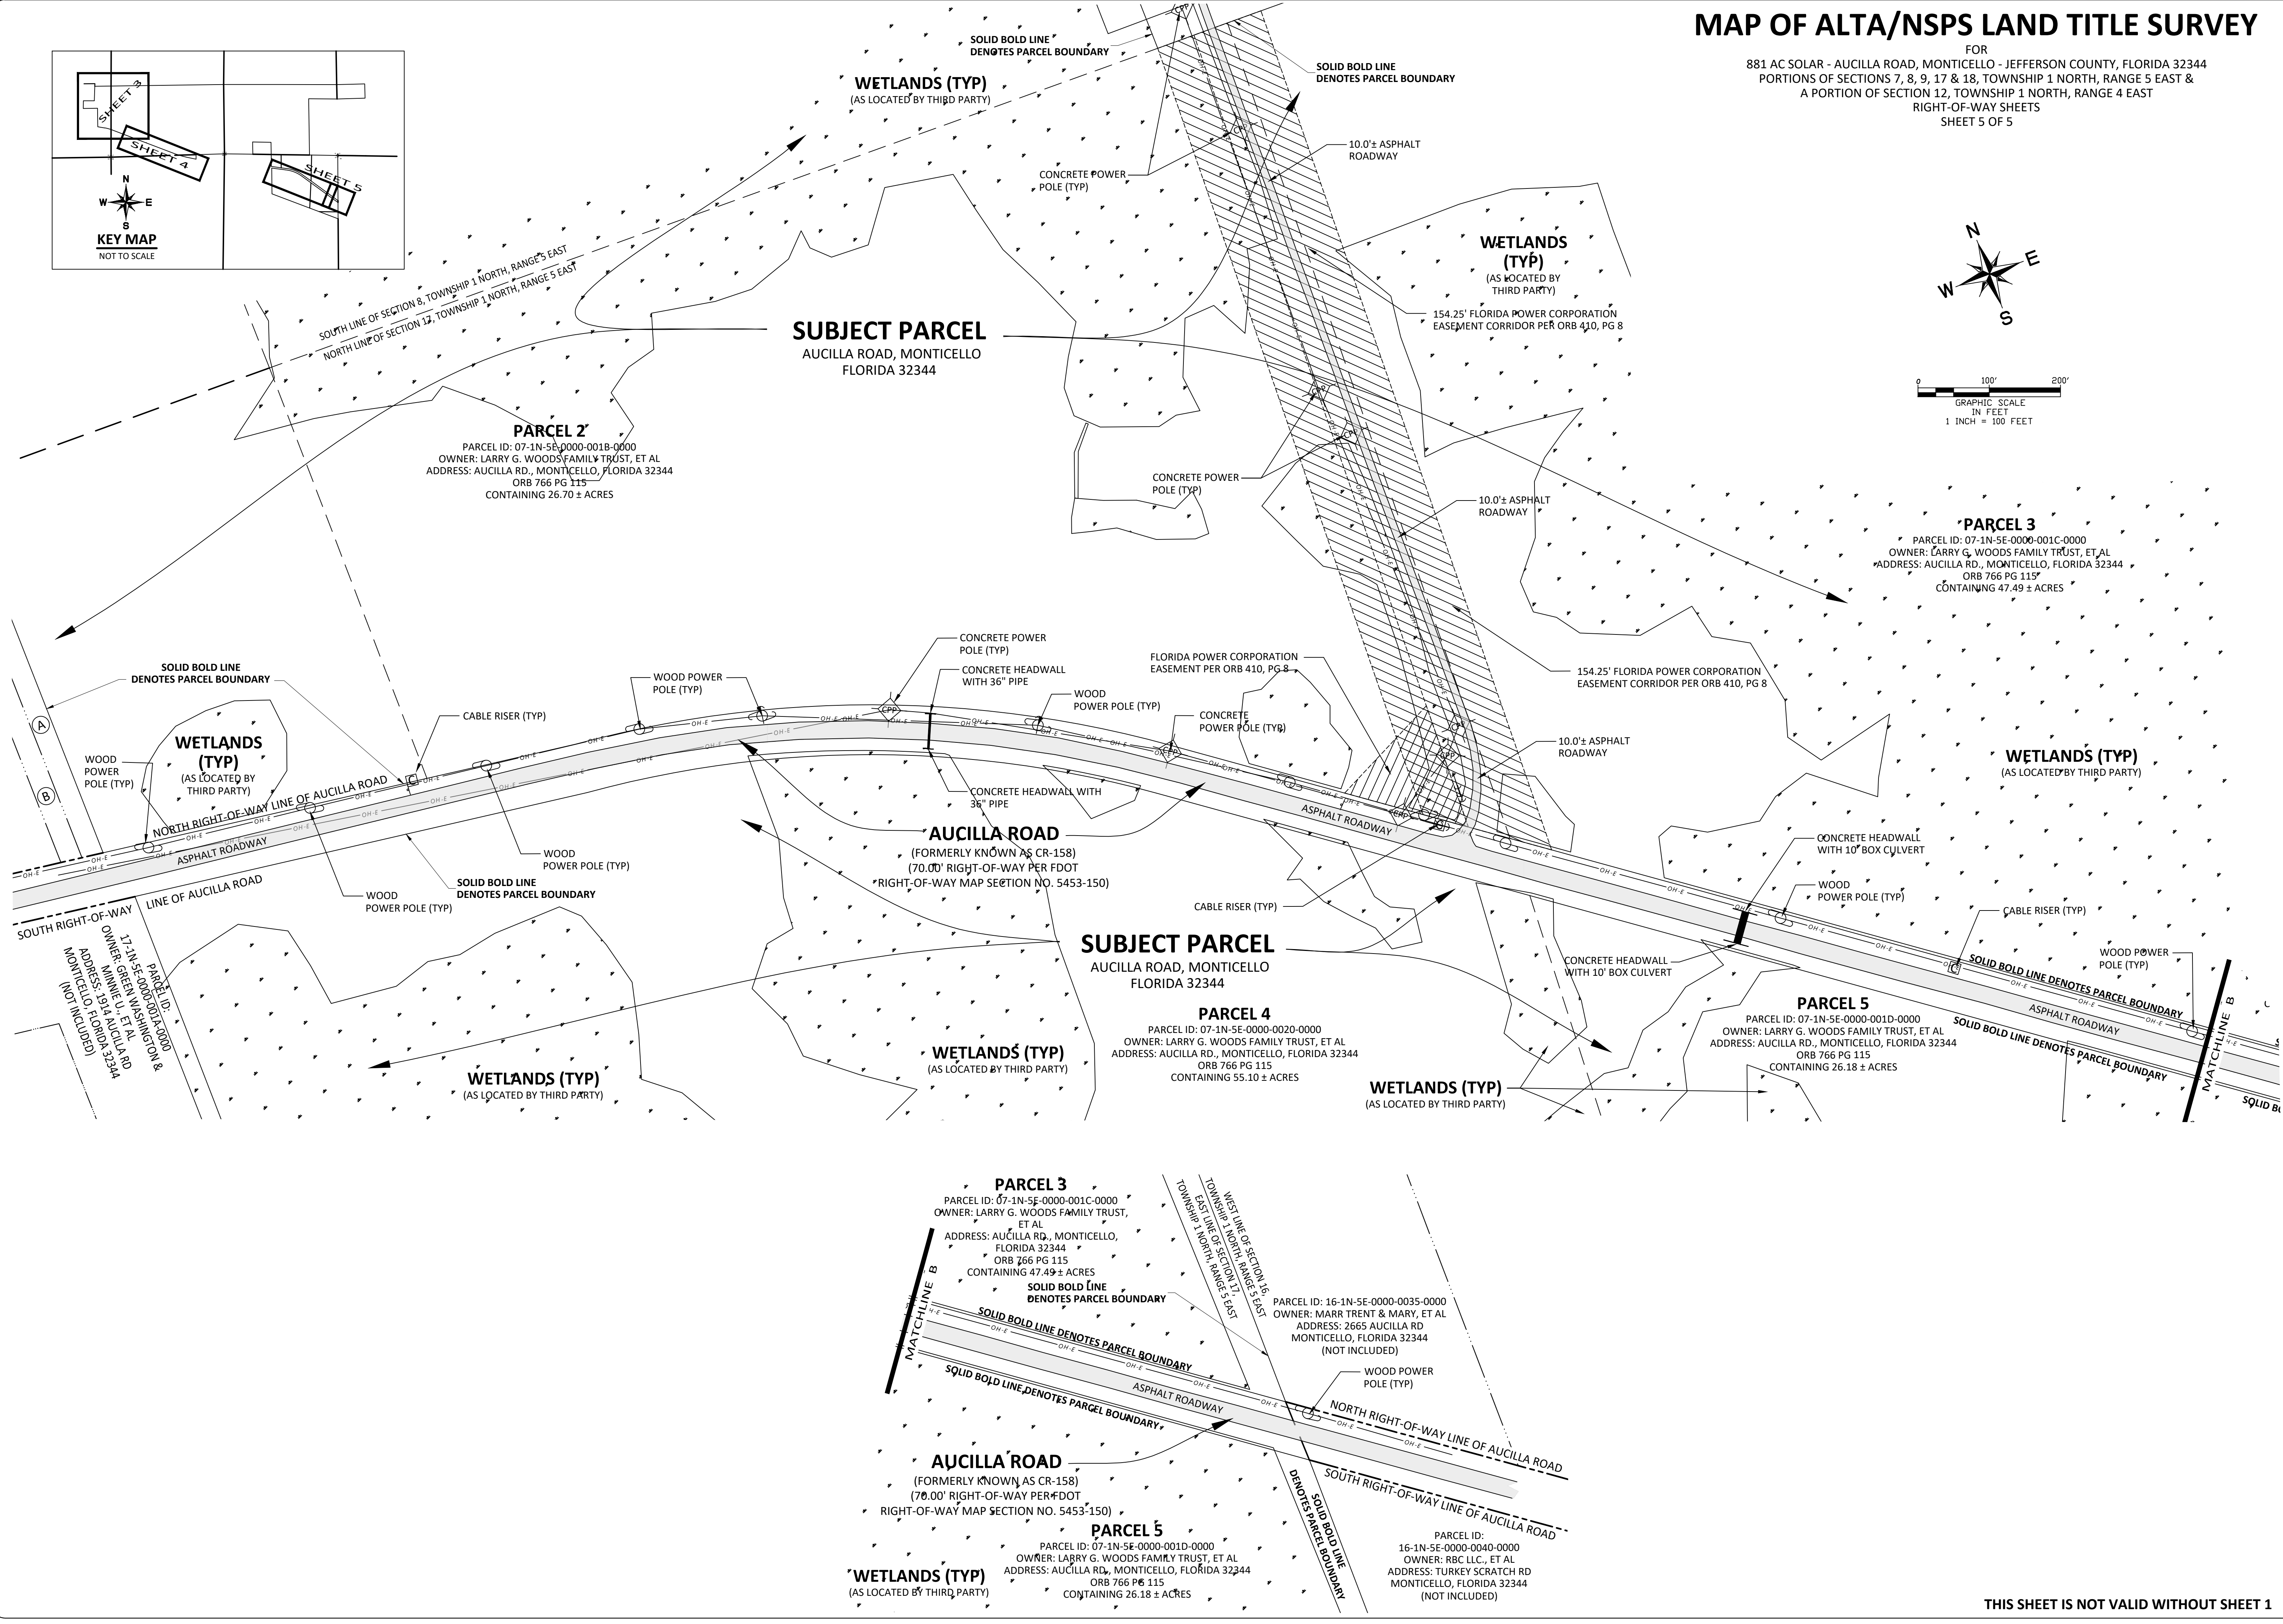 MAP OF ALTA/NSPS LAND TITLE SURVEY
FOR
881 AC SOLAR - AUCILLA ROAD, MONTICELLO - JEFFERSON COUNTY, FLORIDA 32344
PORTIONS OF SECTIONS 7, 8, 9, 17 & 18, TOWNSHIP 1 NORTH, RANGE 5 EAST &
A PORTION OF SECTION 12, TOWNSHIP 1 NORTH, RANGE 4 EAST
RIGHT-OF-WAY SHEETS
SHEET 5 OF 5
SHEET 3
SHEET 4
SHEET 5
N
W
E
S
KEY MAP
NOT TO SCALE
SOLID BOLD LINE
DENOTES PARCEL BOUNDARY
SOLID BOLD LINE
DENOTES PARCEL BOUNDARY
WETLANDS (TYP)
(AS LOCATED BY THIRD PARTY)
CPP
10.0'± ASPHALT
ROADWAY
CONCRETE POWER
POLE (TYP)
N
W
E
S
WETLANDS
(TYP)
(AS LOCATED BY
THIRD PARTY)
154.25' FLORIDA POWER CORPORATION
EASEMENT CORRIDOR PER ORB 410, PG 8
SOUTH LINE OF SECTION 8, TOWNSHIP 1 NORTH, RANGE 5 EAST
NORTH LINE OF SECTION 17, TOWNSHIP 1 NORTH, RANGE 5 EAST
SUBJECT PARCEL
AUCILLA ROAD, MONTICELLO
FLORIDA 32344
0
100'
200'
GRAPHIC SCALE
IN FEET
1 INCH = 100 FEET
PARCEL 2
PARCEL ID: 07-1N-5E-0000-001B-0000
OWNER: LARRY G. WOODS FAMILY TRUST, ET AL
ADDRESS: AUCILLA RD., MONTICELLO, FLORIDA 32344
ORB 766 PG 115
CONTAINING 26.70 ± ACRES
CONCRETE POWER
POLE (TYP)
10.0'± ASPHALT
ROADWAY
PARCEL 3
PARCEL ID: 07-1N-5E-0000-001C-0000
OWNER: LARRY G. WOODS FAMILY TRUST, ET AL
ADDRESS: AUCILLA RD., MONTICELLO, FLORIDA 32344
ORB 766 PG 115
CONTAINING 47.49 ± ACRES
SOLID BOLD LINE
DENOTES PARCEL BOUNDARY
WOOD POWER
POLE (TYP)
CONCRETE POWER
POLE (TYP)
CONCRETE HEADWALL
WITH 36" PIPE
WOOD
POWER POLE (TYP)
FLORIDA POWER CORPORATION
EASEMENT PER ORB 410, PG 8
154.25' FLORIDA POWER CORPORATION
EASEMENT CORRIDOR PER ORB 410, PG 8
CONCRETE
POWER POLE (TYP)
CABLE RISER (TYP)
A
B
WETLANDS
(TYP)
(AS LOCATED BY
THIRD PARTY)
WOOD
POWER
POLE (TYP)
10.0'± ASPHALT
ROADWAY
WETLANDS (TYP)
(AS LOCATED BY THIRD PARTY)
NORTH RIGHT-OF-WAY LINE OF AUCILLA ROAD
ASPHALT ROADWAY
CONCRETE HEADWALL WITH
36" PIPE
ASPHALT ROADWAY
AUCILLA ROAD
(FORMERLY KNOWN AS CR-158)
(70.00' RIGHT-OF-WAY PER FDOT
RIGHT-OF-WAY MAP SECTION NO. 5453-150)
WOOD
POWER POLE (TYP)
SOLID BOLD LINE
DENOTES PARCEL BOUNDARY
WOOD
POWER POLE (TYP)
SOUTH RIGHT-OF-WAY LINE OF AUCILLA ROAD
CABLE RISER (TYP)
CONCRETE HEADWALL
WITH 10' BOX CULVERT
WOOD
POWER POLE (TYP)
CABLE RISER (TYP)
WOOD POWER
POLE (TYP)
CONCRETE HEADWALL
WITH 10' BOX CULVERT
SUBJECT PARCEL
AUCILLA ROAD, MONTICELLO
FLORIDA 32344
PARCEL ID:
17-1N-5E-0000-001A-0000
OWNER: GREEN WASHINGTON &
MINNIE U., ET AL
ADDRESS: 1914 AUCILLA RD
MONTICELLO, FLORIDA 32344
(NOT INCLUDED)
SOLID BOLD LINE DENOTES PARCEL BOUNDARY
ASPHALT ROADWAY
SOLID BOLD LINE DENOTES PARCEL BOUNDARY
MATCHLINE B
SOLID BO
PARCEL 4
PARCEL ID: 07-1N-5E-0000-0020-0000
OWNER: LARRY G. WOODS FAMILY TRUST, ET AL
ADDRESS: AUCILLA RD., MONTICELLO, FLORIDA 32344
ORB 766 PG 115
CONTAINING 55.10 ± ACRES
PARCEL 5
PARCEL ID: 07-1N-5E-0000-001D-0000
OWNER: LARRY G. WOODS FAMILY TRUST, ET AL
ADDRESS: AUCILLA RD., MONTICELLO, FLORIDA 32344
ORB 766 PG 115
CONTAINING 26.18 ± ACRES
WETLANDS (TYP)
(AS LOCATED BY THIRD PARTY)
WETLANDS (TYP)
(AS LOCATED BY THIRD PARTY)
WETLANDS (TYP)
(AS LOCATED BY THIRD PARTY)
PARCEL 3
PARCEL ID: 07-1N-5E-0000-001C-0000
OWNER: LARRY G. WOODS FAMILY TRUST,
ET AL
ADDRESS: AUCILLA RD., MONTICELLO,
FLORIDA 32344
ORB 766 PG 115
CONTAINING 47.49 ± ACRES
SOLID BOLD LINE
DENOTES PARCEL BOUNDARY
WEST LINE OF SECTION 16,
TOWNSHIP 1 NORTH, RANGE 5 EAST
EAST LINE OF SECTION 17,
TOWNSHIP 1 NORTH, RANGE 5 EAST
PARCEL ID: 16-1N-5E-0000-0035-0000
OWNER: MARR TRENT & MARY, ET AL
ADDRESS: 2665 AUCILLA RD
MONTICELLO, FLORIDA 32344
(NOT INCLUDED)
MATCHLINE B
SOLID BOLD LINE DENOTES PARCEL BOUNDARY
OH-E
ASPHALT ROADWAY
SOLID BOLD LINE DENOTES PARCEL BOUNDARY
WOOD POWER
POLE (TYP)
NORTH RIGHT-OF-WAY LINE OF AUCILLA ROAD
SOUTH RIGHT-OF-WAY LINE OF AUCILLA ROAD
AUCILLA ROAD
(FORMERLY KNOWN AS CR-158)
(70.00' RIGHT-OF-WAY PER FDOT
RIGHT-OF-WAY MAP SECTION NO. 5453-150)
SOLID BOLD LINE
DENOTES PARCEL BOUNDARY
PARCEL 5
PARCEL ID: 07-1N-5E-0000-001D-0000
OWNER: LARRY G. WOODS FAMILY TRUST, ET AL
ADDRESS: AUCILLA RD., MONTICELLO, FLORIDA 32344
ORB 766 PG 115
CONTAINING 26.18 ± ACRES
WETLANDS (TYP)
(AS LOCATED BY THIRD PARTY)
PARCEL ID:
16-1N-5E-0000-0040-0000
OWNER: RBC LLC., ET AL
ADDRESS: TURKEY SCRATCH RD
MONTICELLO, FLORIDA 32344
(NOT INCLUDED)
THIS SHEET IS NOT VALID WITHOUT SHEET 1